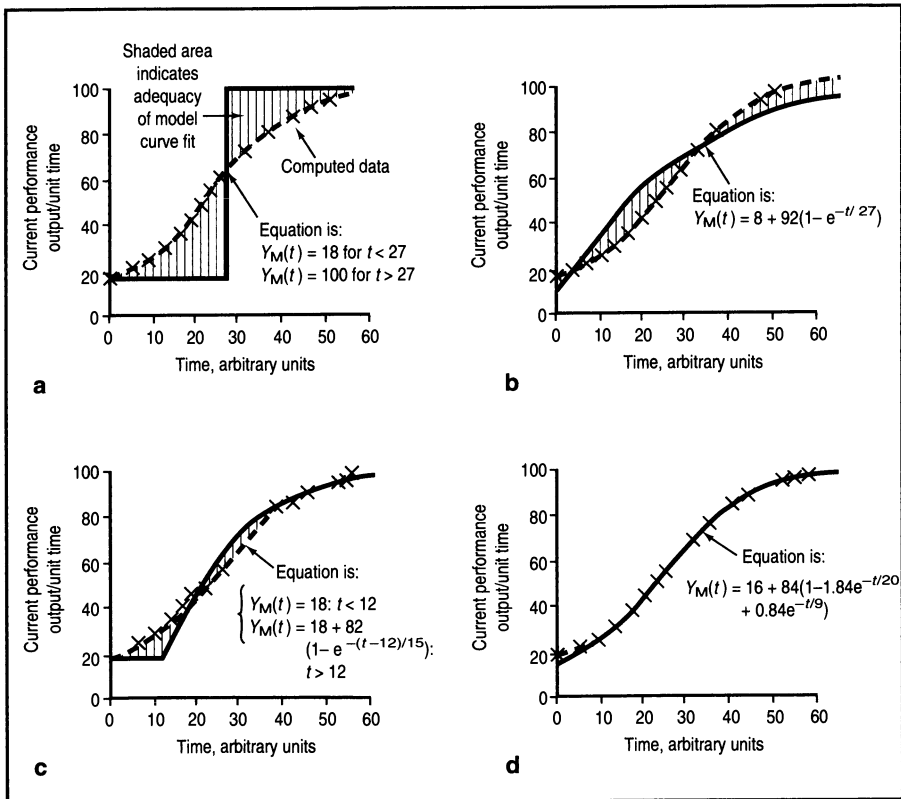 Shaded area
indicates
adequacy
of model
curve fit
Current performance
output/unit time
100
80
60
40
20
0
Computed data
Equation is:
Y_M(t) = 18 for t < 27
Y_M(t) = 100 for t > 27
0 10 20 30 40 50 60
Time, arbitrary units
a
Current performance
output/unit time
100
80
60
40
20
0
Equation is:
Y_M(t) = 8 + 92(1– e^–t/ 27)
0 10 20 30 40 50 60
Time, arbitrary units
b
Current performance
output/unit time
100
80
60
40
20
0
Equation is:
Y_M(t) = 18: t < 12
Y_M(t) = 18 + 82
(1– e^–(t–12)/15):
t > 12
0 10 20 30 40 50 60
Time, arbitrary units
c
Current performance
output/unit time
100
80
60
40
20
0
Equation is:
Y_M(t) = 16 + 84(1–1.84e^–t/20
+ 0.84e^–t/9)
0 10 20 30 40 50 60
Time, arbitrary units
d